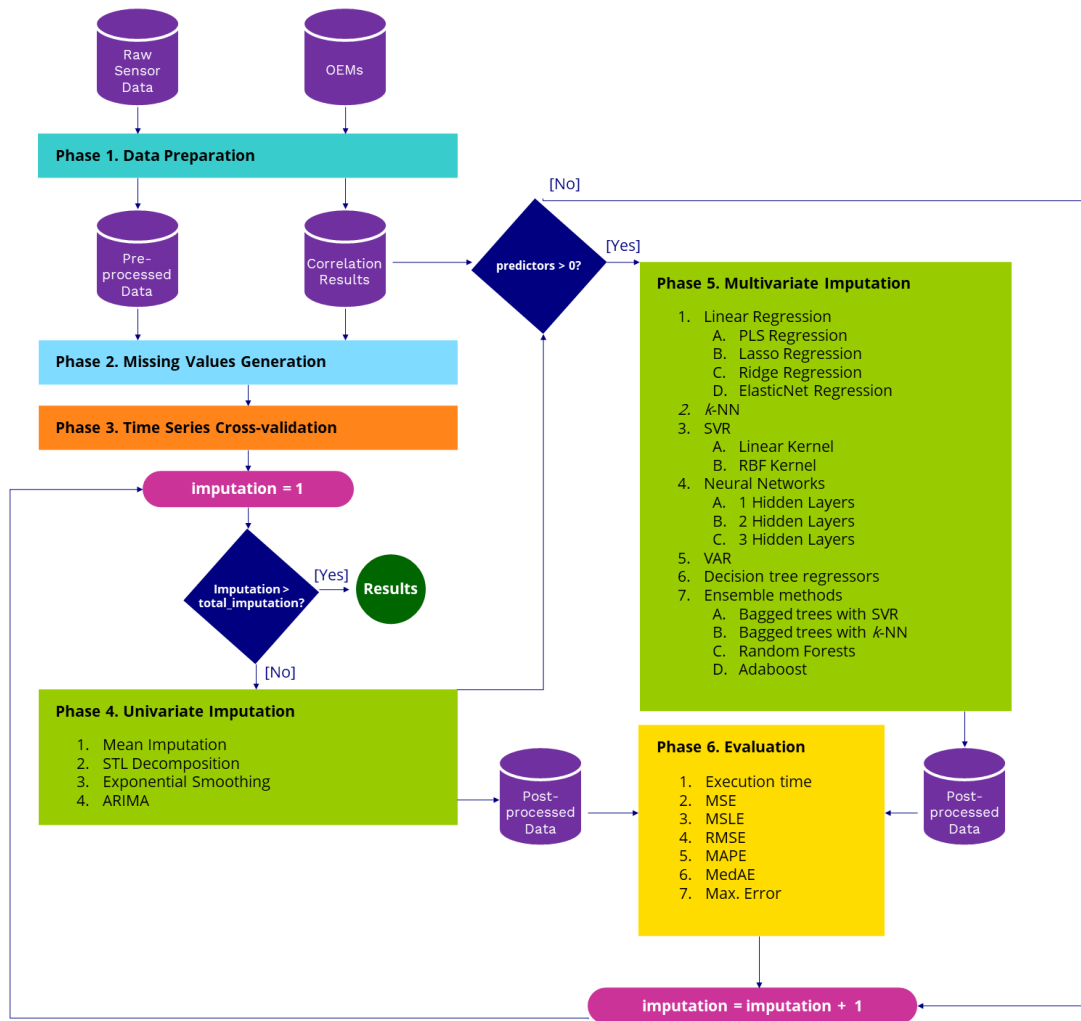 Raw
Sensor
Data
OEMs
Phase 1. Data Preparation
Pre-
processed
Data
Correlation
Results
predictors > 0?
[No]
[Yes]
Phase 2. Missing Values Generation
Phase 3. Time Series Cross-validation
imputation = 1
Imputation >
total_imputation?
[Yes]
Results
[No]
Phase 4. Univariate Imputation
1. Mean Imputation
2. STL Decomposition
3. Exponential Smoothing
4. ARIMA
Post-
processed
Data
Phase 5. Multivariate Imputation
1. Linear Regression
A. PLS Regression
B. Lasso Regression
C. Ridge Regression
D. ElasticNet Regression
2. k-NN
3. SVR
A. Linear Kernel
B. RBF Kernel
4. Neural Networks
A. 1 Hidden Layers
B. 2 Hidden Layers
C. 3 Hidden Layers
5. VAR
6. Decision tree regressors
7. Ensemble methods
A. Bagged trees with SVR
B. Bagged trees with k-NN
C. Random Forests
D. Adaboost
Phase 6. Evaluation
1. Execution time
2. MSE
3. MSLE
4. RMSE
5. MAPE
6. MedAE
7. Max. Error
Post-
processed
Data
imputation = imputation + 1